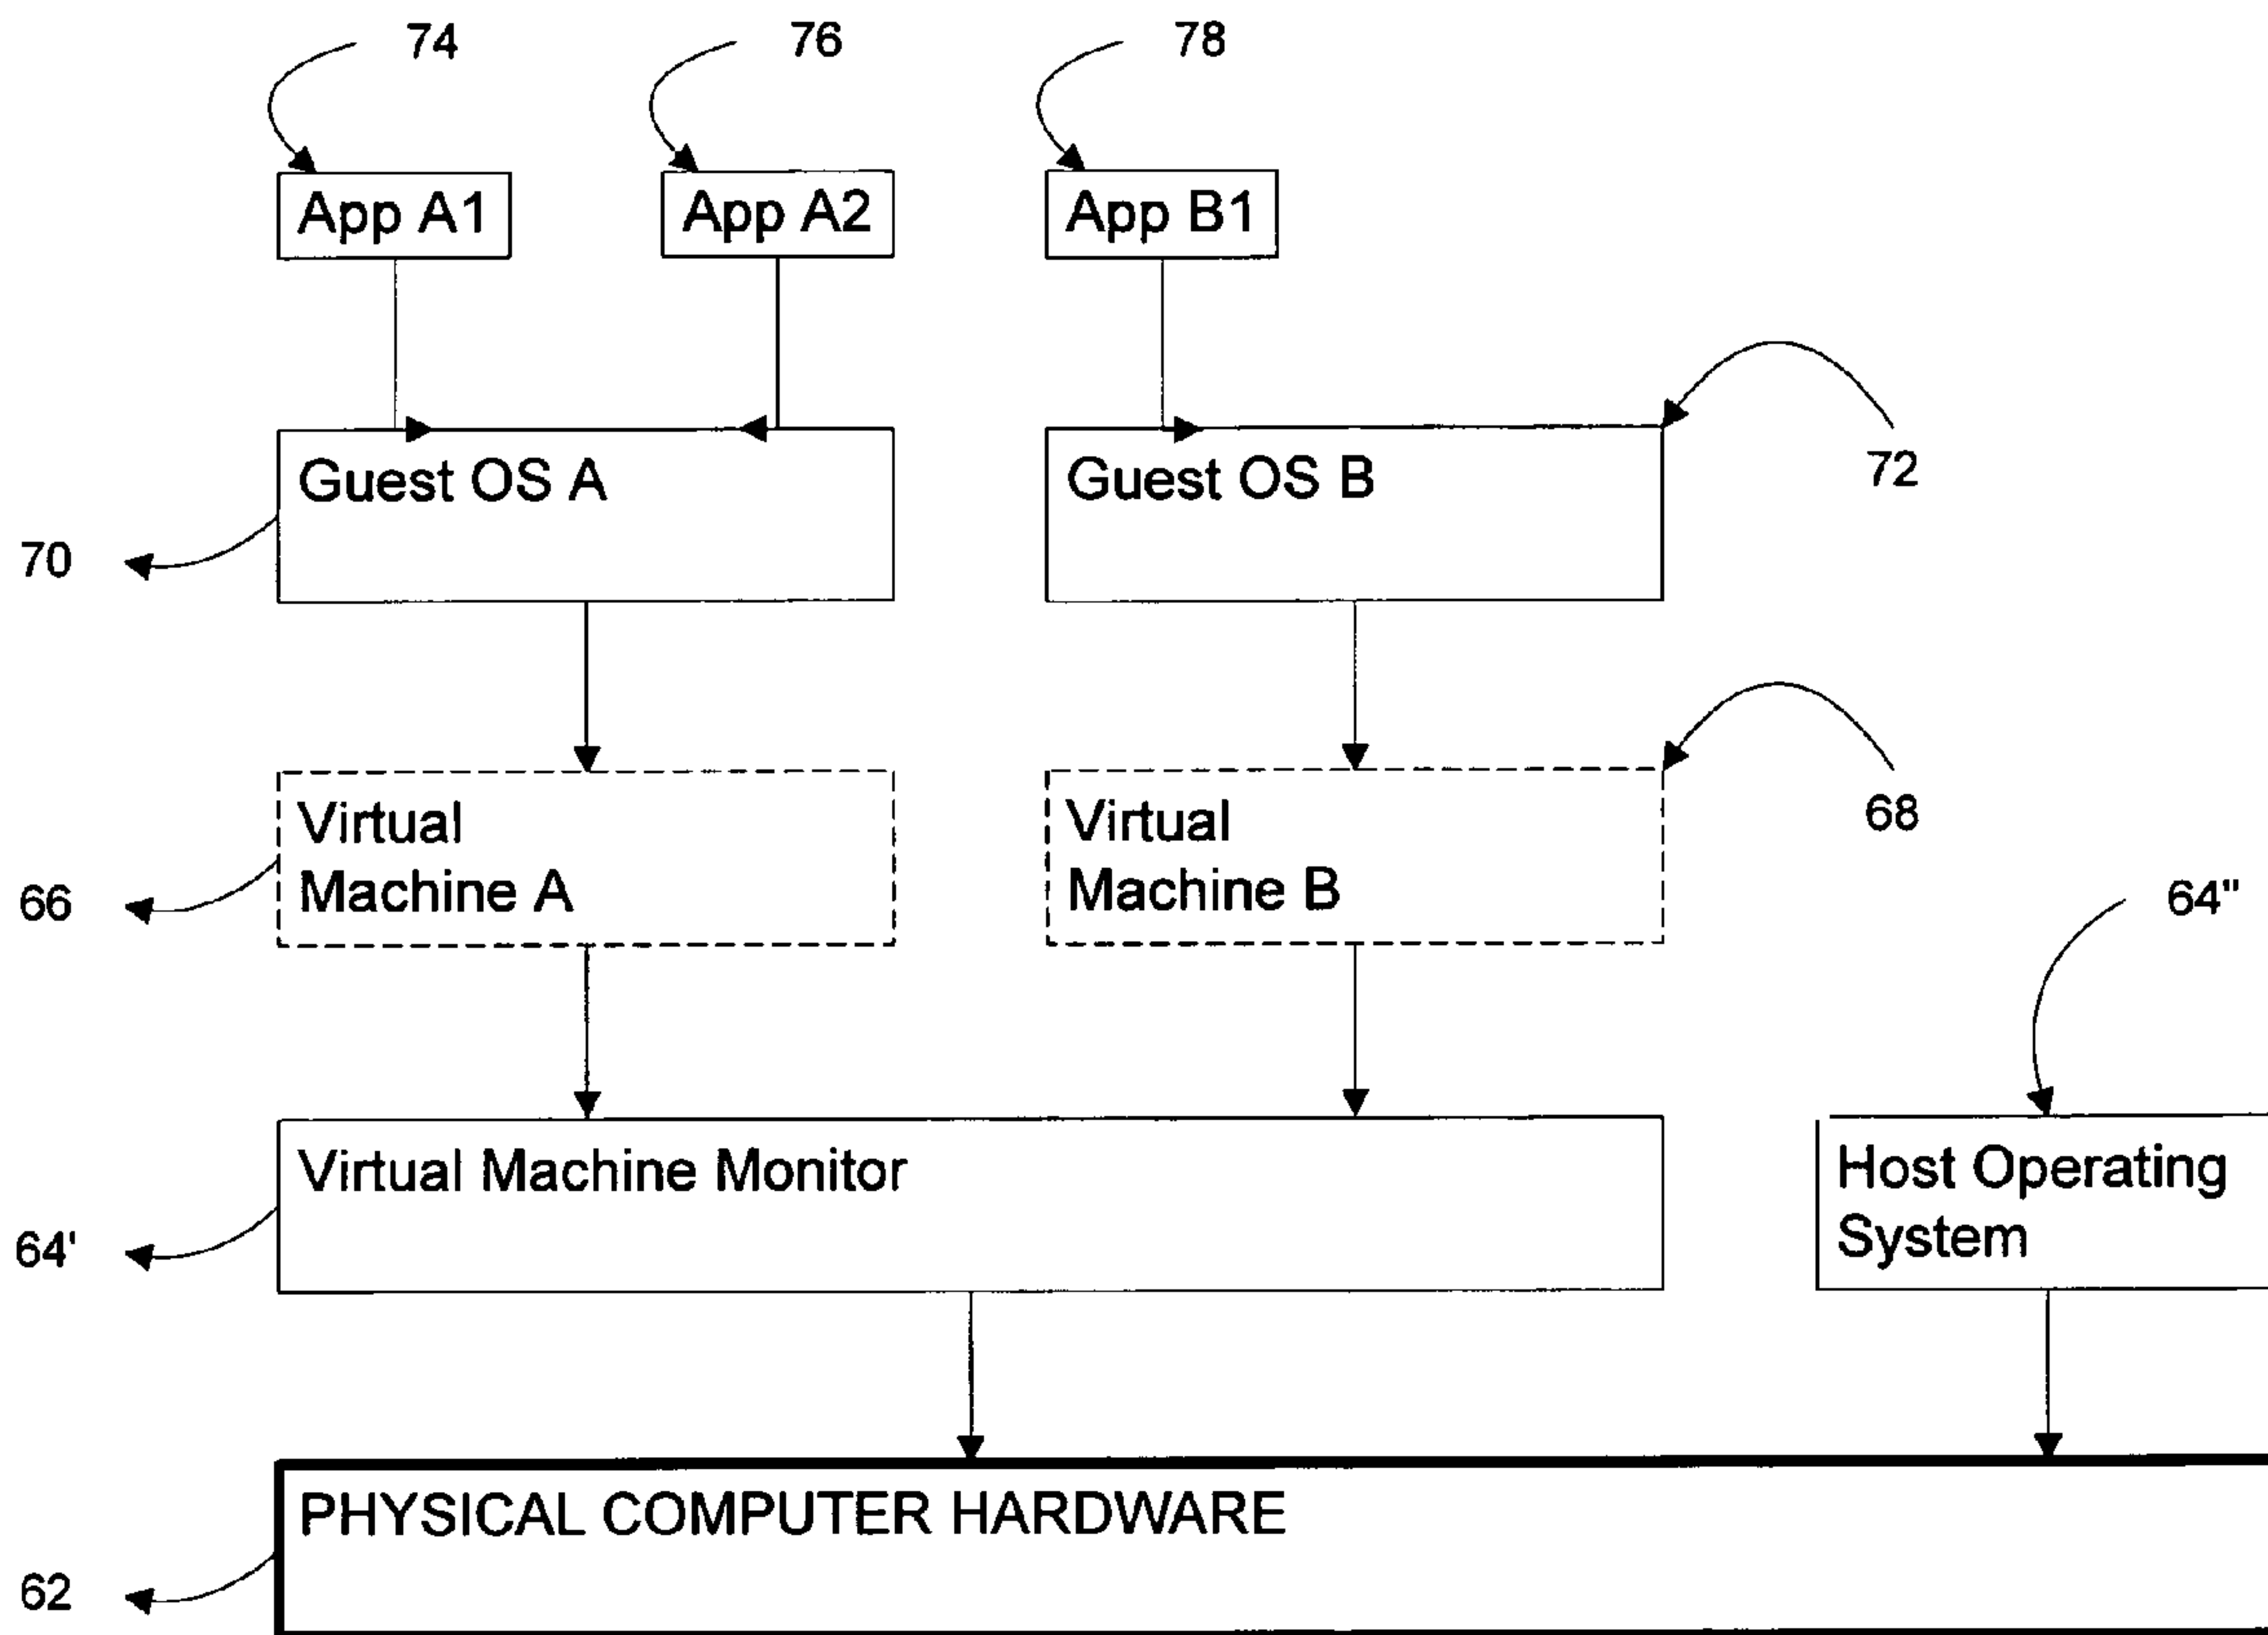 74
76
78
App A1
App A2
App B1
Guest OS A
Guest OS B
72
70
Virtual
Machine A
Virtual
Machine B
68
66
64"
Virtual Machine Monitor
Host Operating
System
64'
PHYSICAL COMPUTER HARDWARE
62